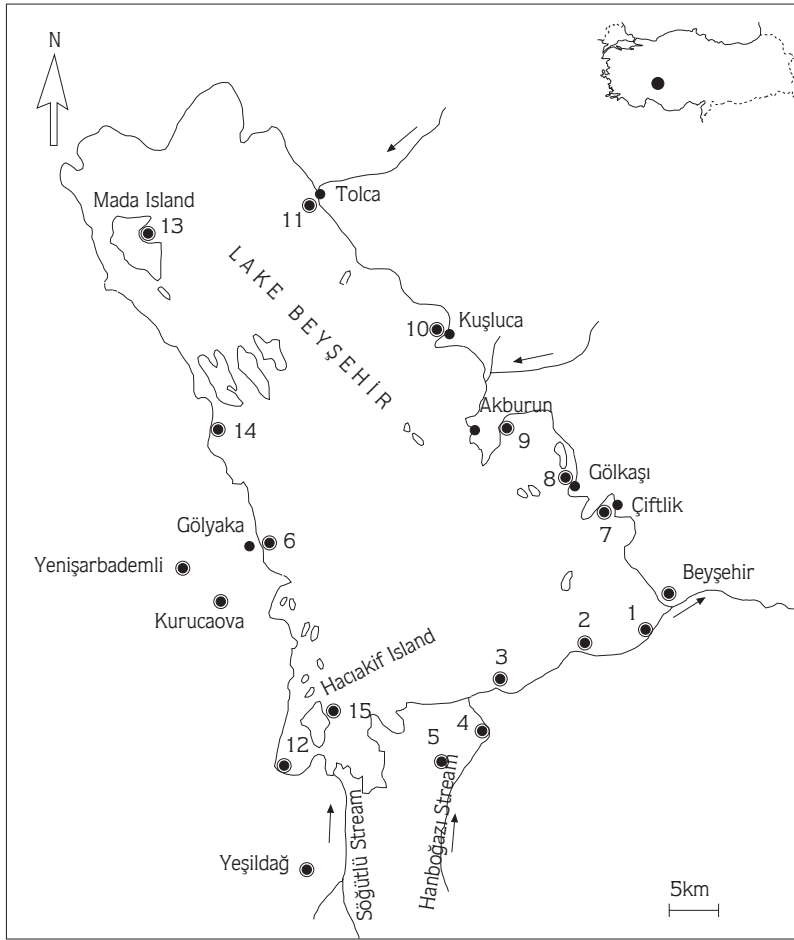 N
Tolca
Mada Island
11
13
LAKE BEYŞEHİR
10
Kuşluca
Akburun
14
9
8
Gölkaşı
Çiftlik
7
Gölyaka
6
Yenişarbademli
Beyşehir
Kurucaova
1
2
3
Hacıakif Island
15
4
12
5
Söğütlü Stream
Hanboğazı Stream
Yeşildağ
5km